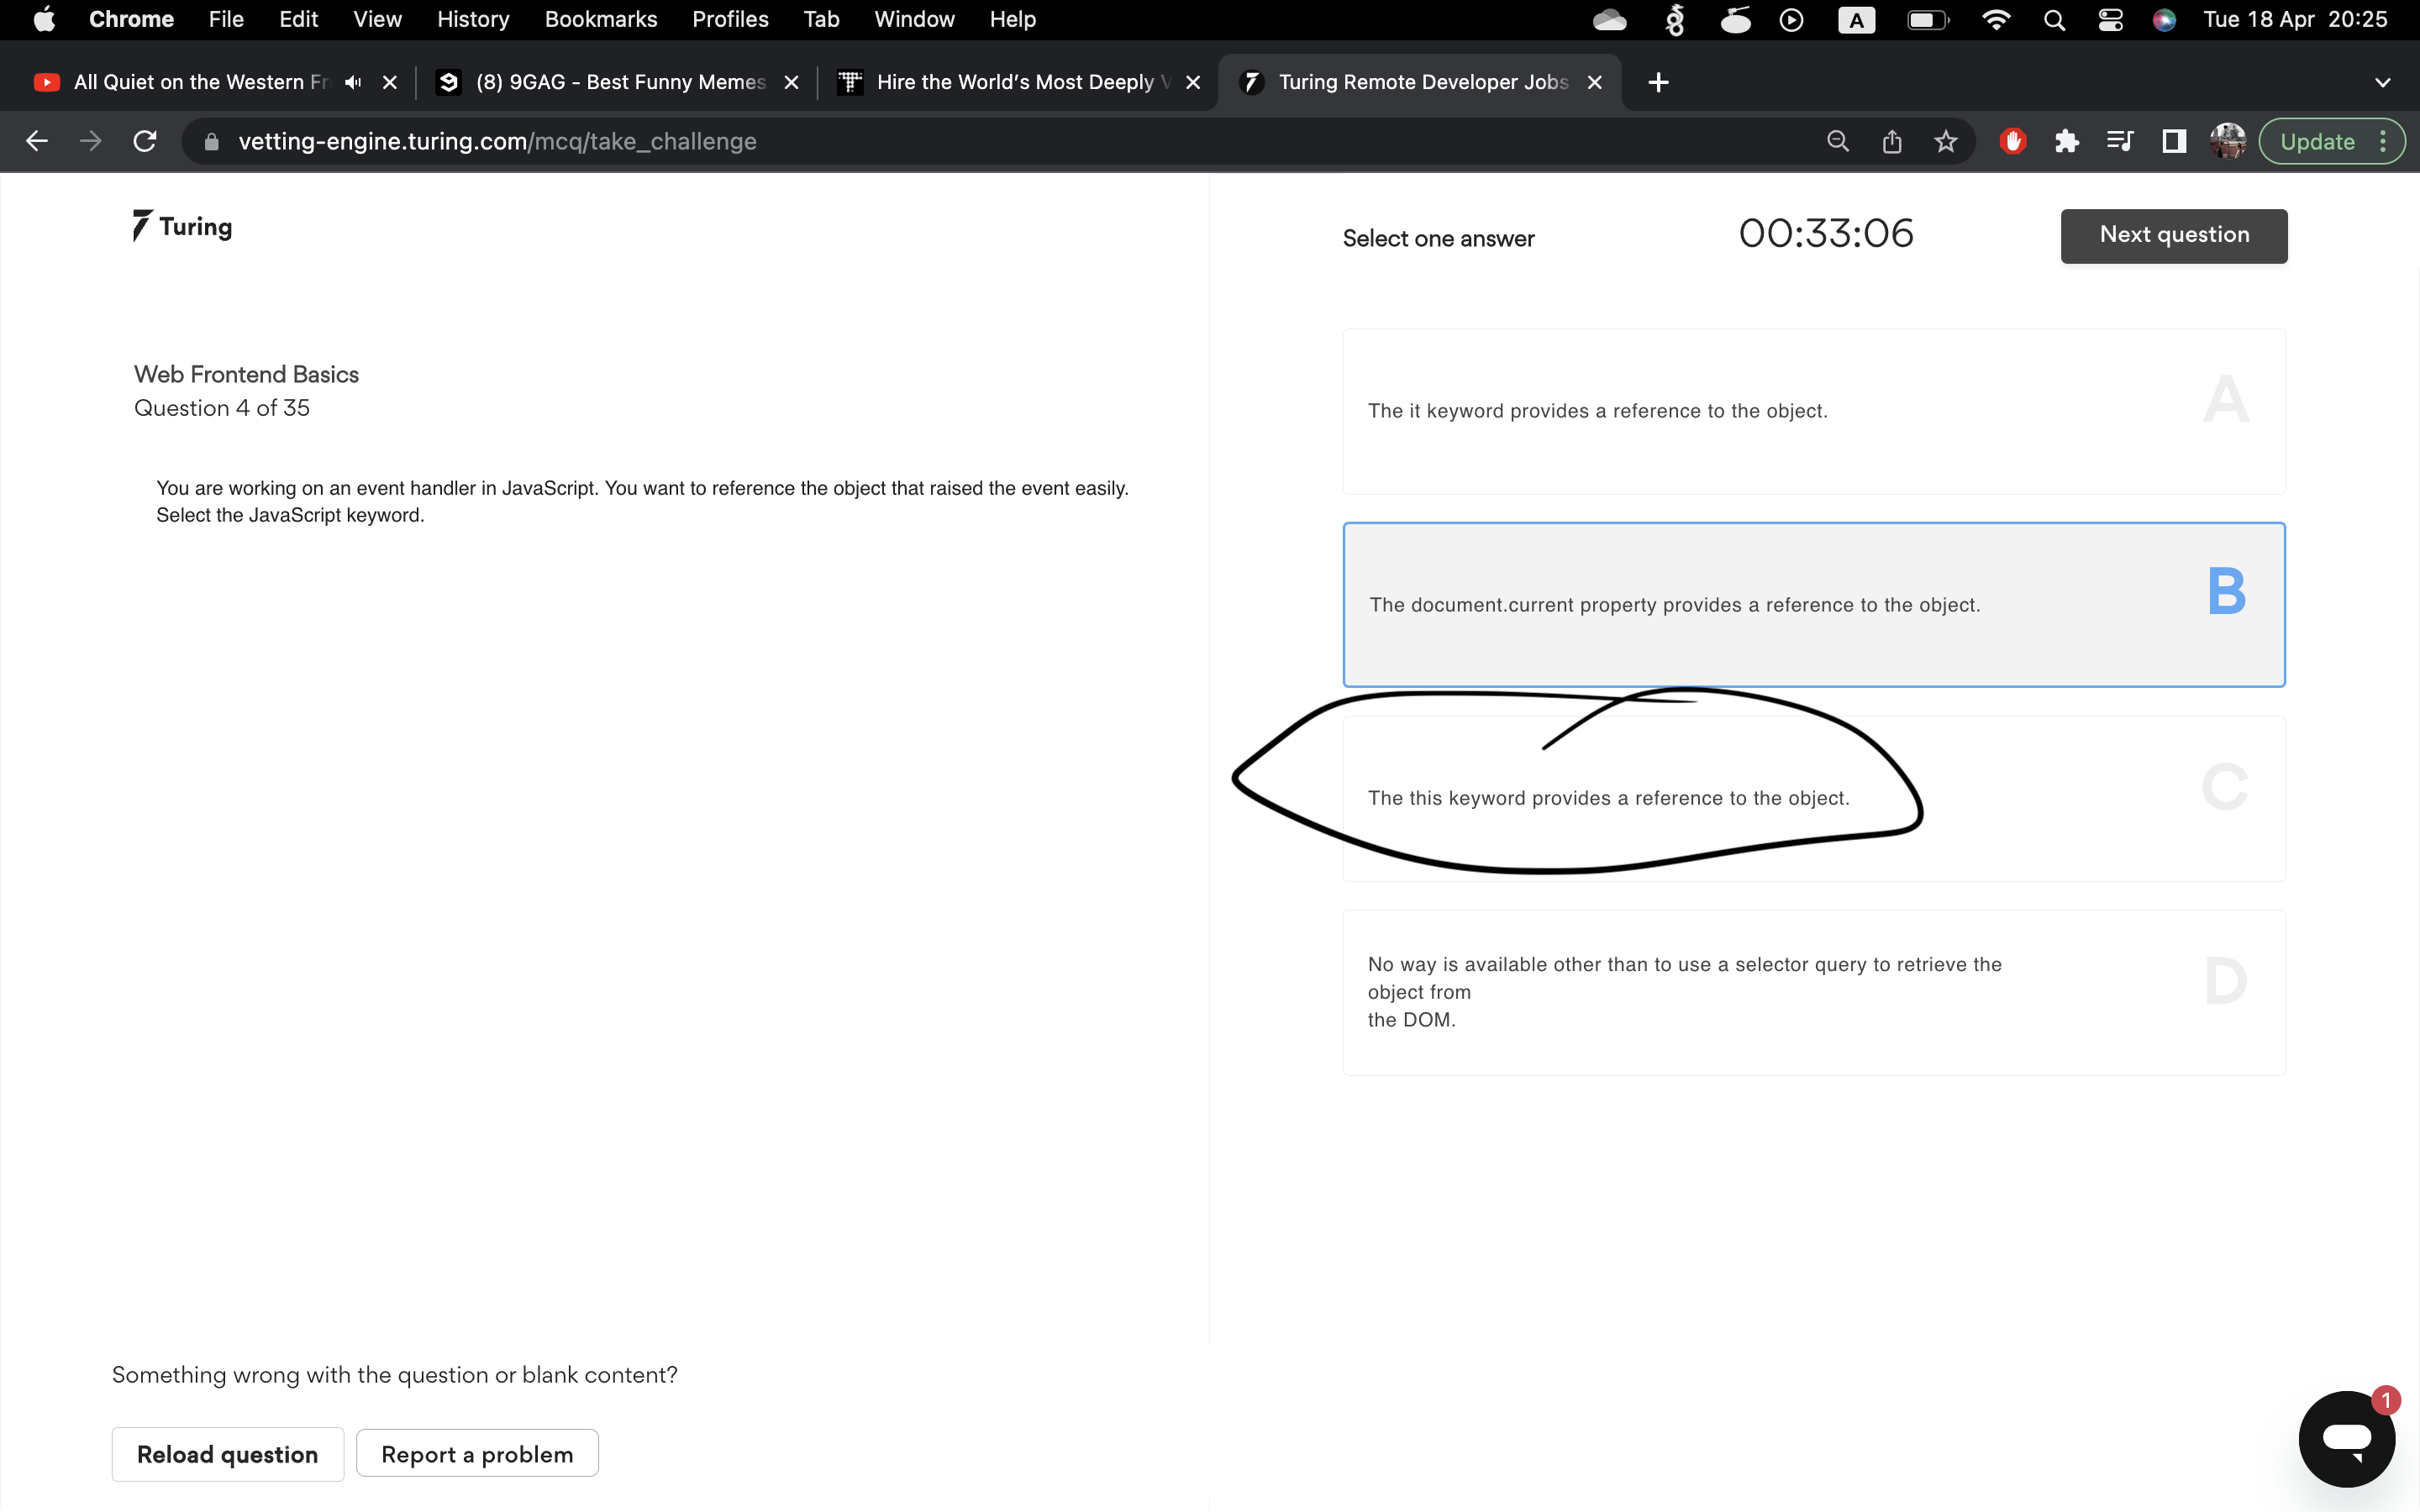 Chrome File Edit View History Bookmarks Profiles Tab Window Help A Tue 18 Apr 20:25
All Quiet on the Western Fr (8) 9GAG - Best Funny Memes Hire the World's Most Deeply V Turing Remote Developer Jobs
vetting-engine.turing.com/mcq/take_challenge Update
Turing
Select one answer
00:33:06
Next question
Web Frontend Basics
Question 4 of 35
You are working on an event handler in JavaScript. You want to reference the object that raised the event easily.
Select the JavaScript keyword.
The it keyword provides a reference to the object.
A
The document.current property provides a reference to the object.
B
The this keyword provides a reference to the object.
C
No way is available other than to use a selector query to retrieve the
object from
the DOM.
D
Something wrong with the question or blank content?
Reload question
Report a problem
1